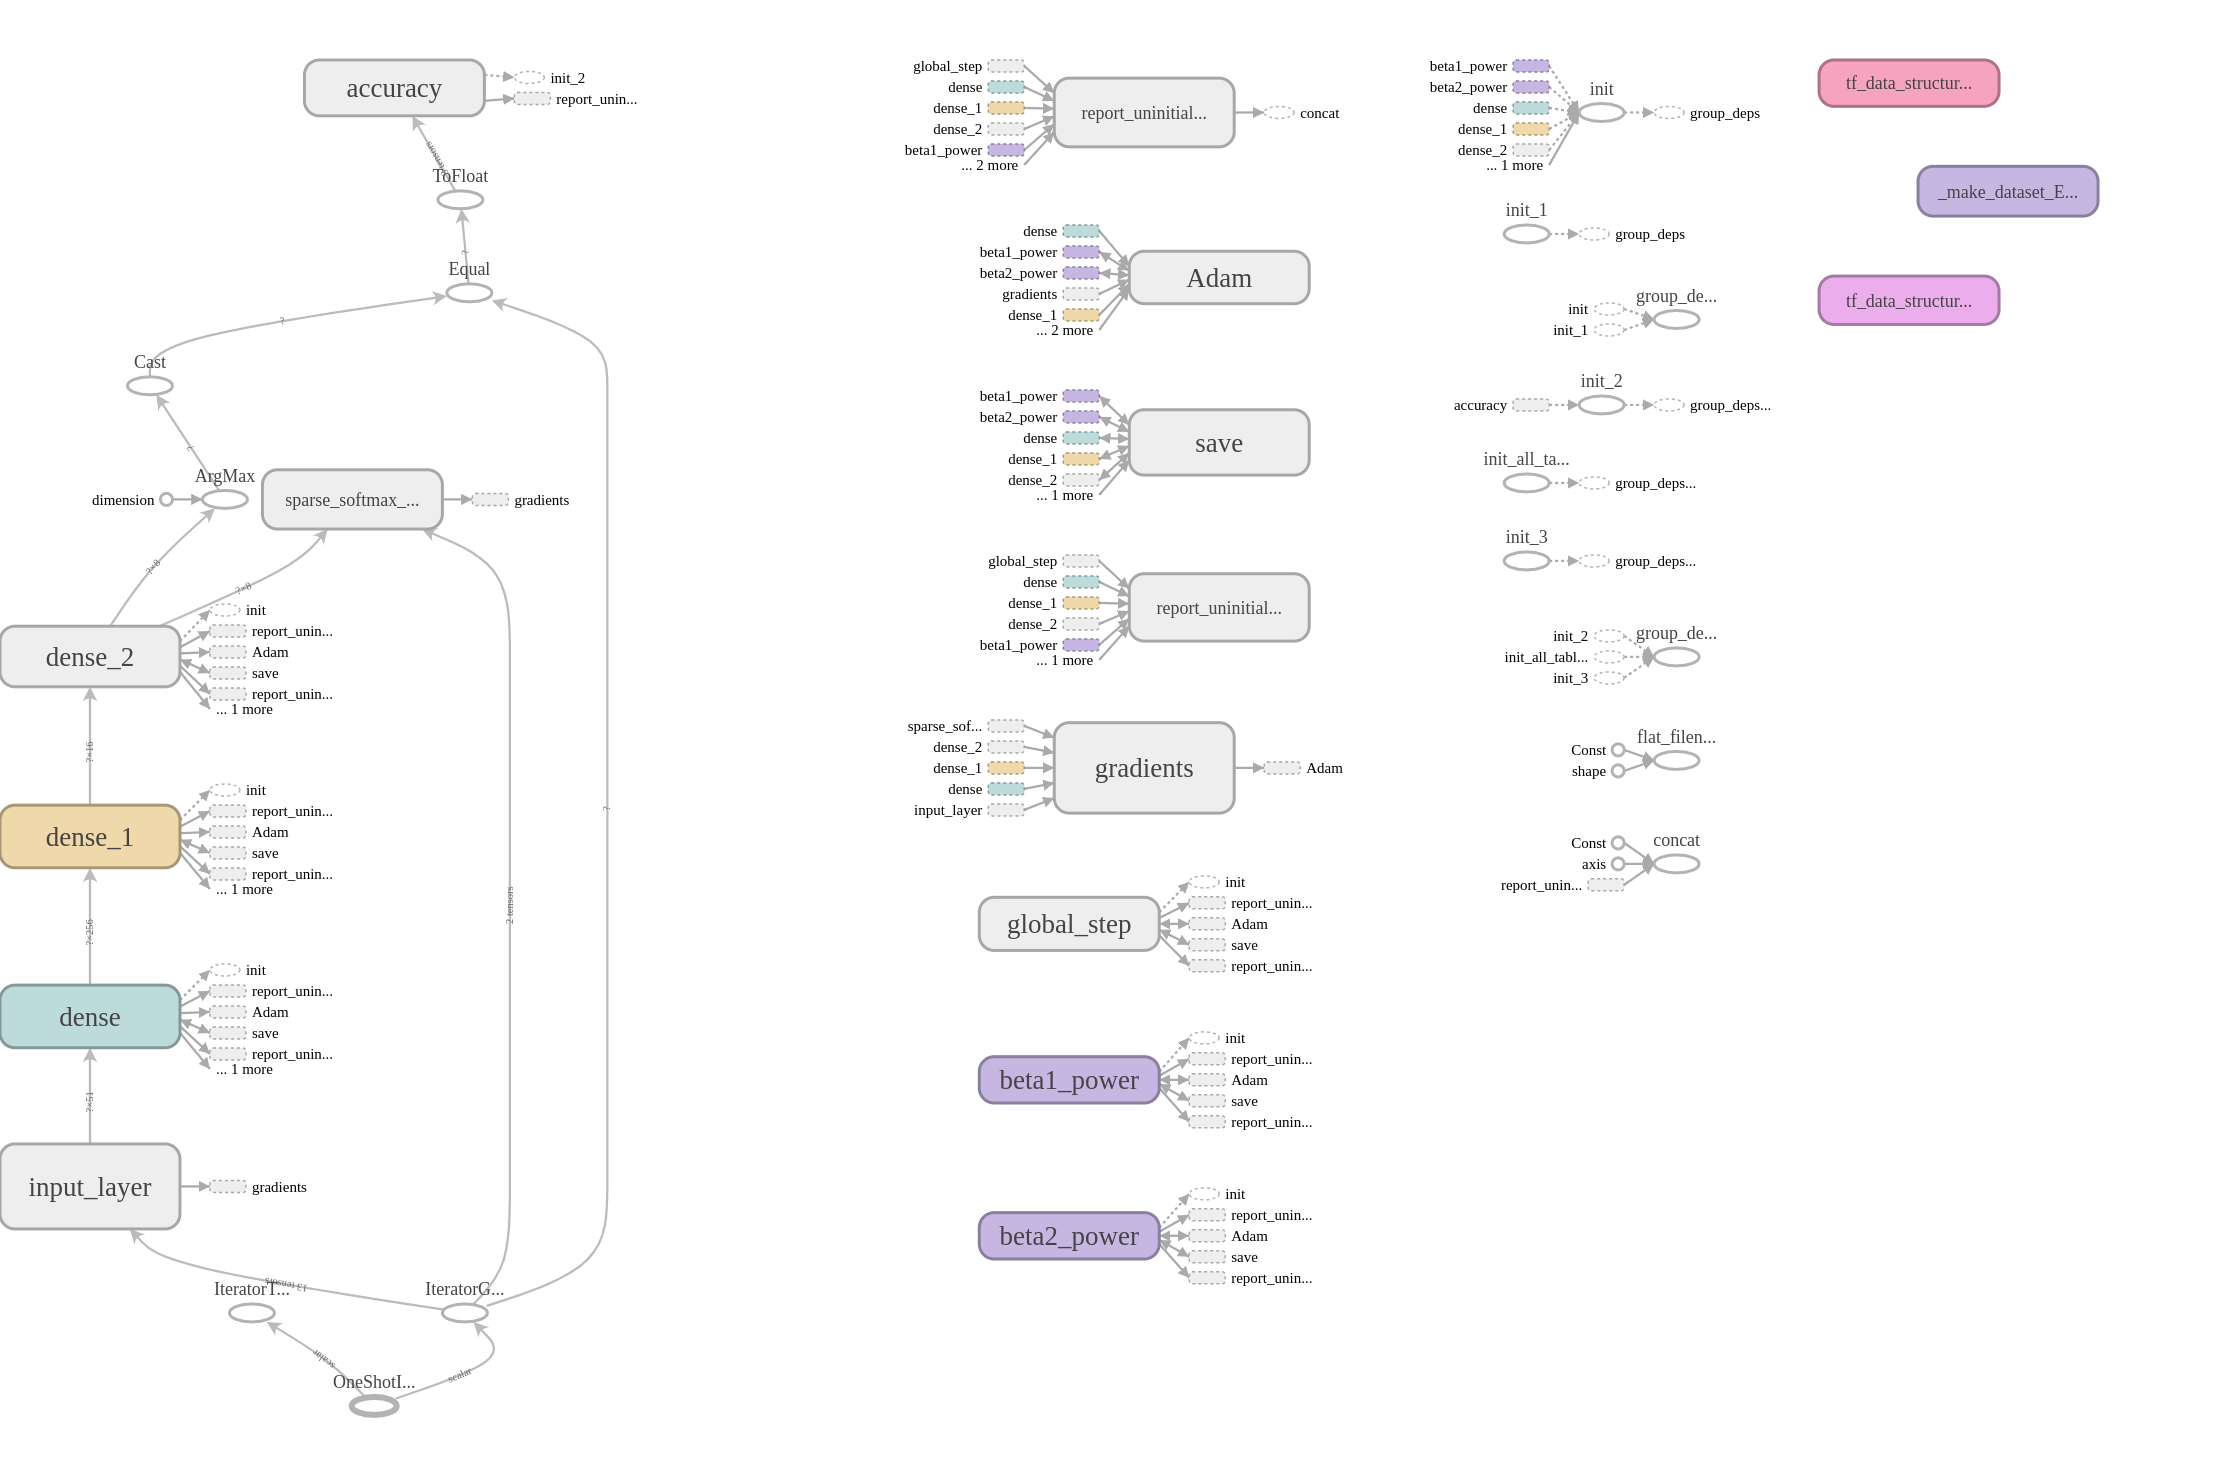 accuracy
init_2
report_unin...
ToFloat
?
Equal
?
Cast
?
ArgMax
dimension
sparse_softmax_...
gradients
?×8
?×8
dense_2
init
report_unin...
Adam
save
report_unin...
... 1 more
?×16
dense_1
init
report_unin...
Adam
save
report_unin...
... 1 more
?
2 tensors
?×256
dense
init
report_unin...
Adam
save
report_unin...
... 1 more
?×51
input_layer
gradients
13 tensors
IteratorT...
IteratorG...
scalar
scalar
OneShotI...
global_step
dense
dense_1
dense_2
beta1_power
... 2 more
report_uninitial...
concat
dense
beta1_power
beta2_power
gradients
dense_1
... 2 more
Adam
beta1_power
beta2_power
dense
dense_1
dense_2
... 1 more
save
global_step
dense
dense_1
dense_2
beta1_power
... 1 more
report_uninitial...
sparse_sof...
dense_2
dense_1
dense
input_layer
gradients
Adam
global_step
init
report_unin...
Adam
save
report_unin...
beta1_power
init
report_unin...
Adam
save
report_unin...
beta2_power
init
report_unin...
Adam
save
report_unin...
beta1_power
beta2_power
dense
dense_1
dense_2
... 1 more
init
group_deps
init_1
group_deps
init
init_1
group_de...
accuracy
init_2
group_deps...
init_all_ta...
group_deps...
init_3
group_deps...
init_2
init_all_tabl...
init_3
group_de...
Const
shape
flat_filen...
Const
axis
report_unin...
concat
tf_data_structur...
_make_dataset_E...
tf_data_structur...